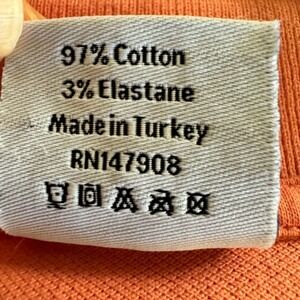 97% Cotton
3% Elastane
Made in Turkey
RN147908